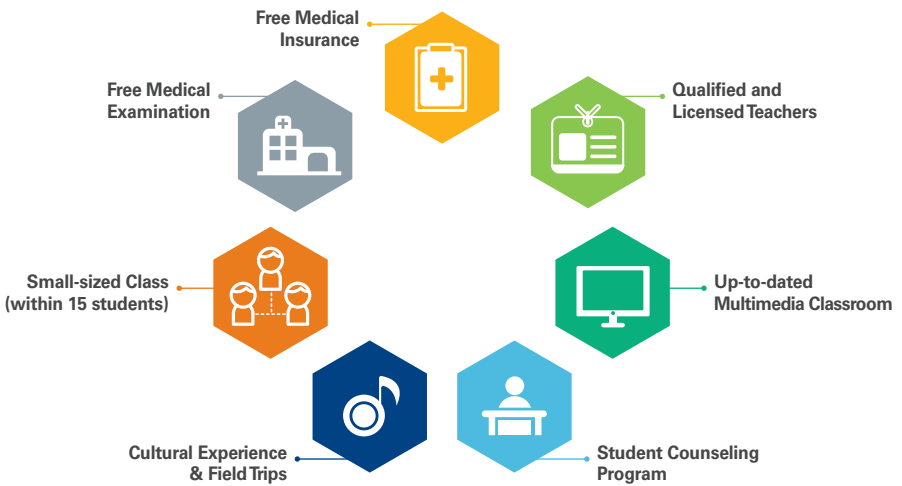 Free Medical
Insurance
Free Medical
Examination
Qualified and
Licensed Teachers
Small-sized Class
(within 15 students)
Up-to-dated
Multimedia Classroom
Cultural Experience
& Field Trips
Student Counseling
Program